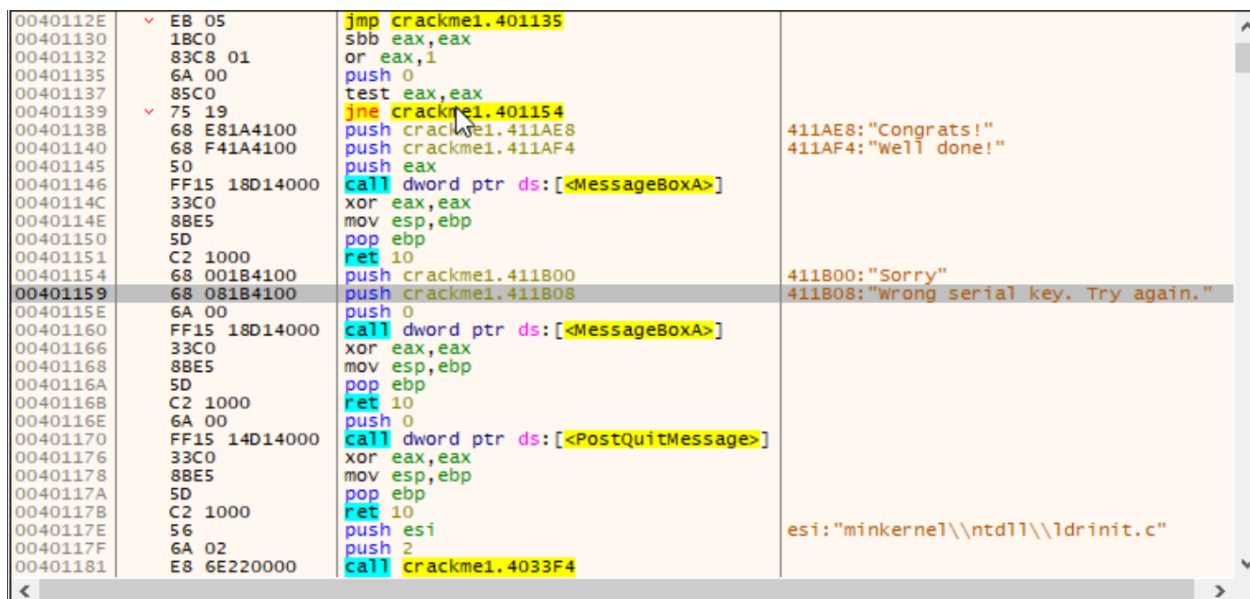 0040112E EB 05 jmp crackme1.401135
00401130 1BC0 sbb eax,eax
00401132 83C8 01 or eax,1
00401135 6A 00 push 0
00401137 85C0 test eax,eax
00401139 75 19 jne crackme1.401154
0040113B 68 E81A4100 push crackme1.411AE8 411AE8:"Congrats!"
00401140 68 F41A4100 push crackme1.411AF4 411AF4:"Well done!"
00401145 50 push eax
00401146 FF15 18D14000 call dword ptr ds:[<MessageBoxA>]
0040114C 33C0 xor eax,eax
0040114E 8BE5 mov esp,ebp
00401150 5D pop ebp
00401151 C2 1000 ret 10
00401154 68 001B4100 push crackme1.411B00 411B00:"Sorry"
00401159 68 081B4100 push crackme1.411B08 411B08:"Wrong serial key. Try again."
0040115E 6A 00 push 0
00401160 FF15 18D14000 call dword ptr ds:[<MessageBoxA>]
00401166 33C0 xor eax,eax
00401168 8BE5 mov esp,ebp
0040116A 5D pop ebp
0040116B C2 1000 ret 10
0040116E 6A 00 push 0
00401170 FF15 14D14000 call dword ptr ds:[<PostQuitMessage>]
00401176 33C0 xor eax,eax
00401178 8BE5 mov esp,ebp
0040117A 5D pop ebp
0040117B C2 1000 ret 10
0040117E 56 push esi esi:"minkernel\\ntdll\\ldrinit.c"
0040117F 6A 02 push 2
00401181 E8 6E220000 call crackme1.4033F4